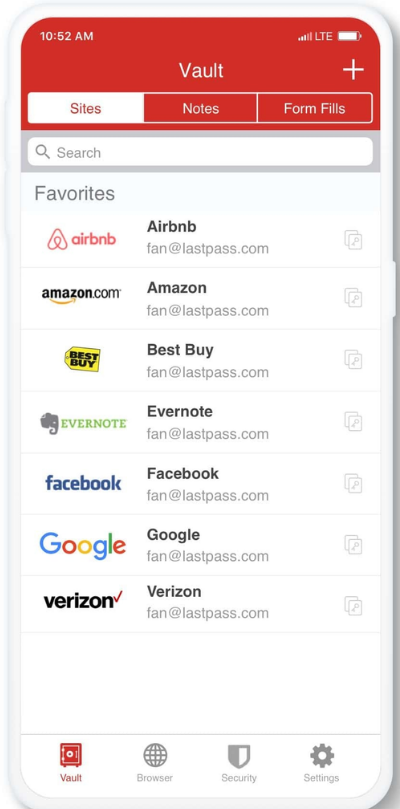 10:52 AM
LTE
Vault
Sites Notes Form Fills
Search
Favorites
airbnb
Airbnb
fan@lastpass.com
amazon.com
Amazon
fan@lastpass.com
BEST BUY
Best Buy
fan@lastpass.com
EVERNOTE
Evernote
fan@lastpass.com
facebook
Facebook
fan@lastpass.com
Google
Google
fan@lastpass.com
verizon
Verizon
fan@lastpass.com
Vault Browser Security Settings